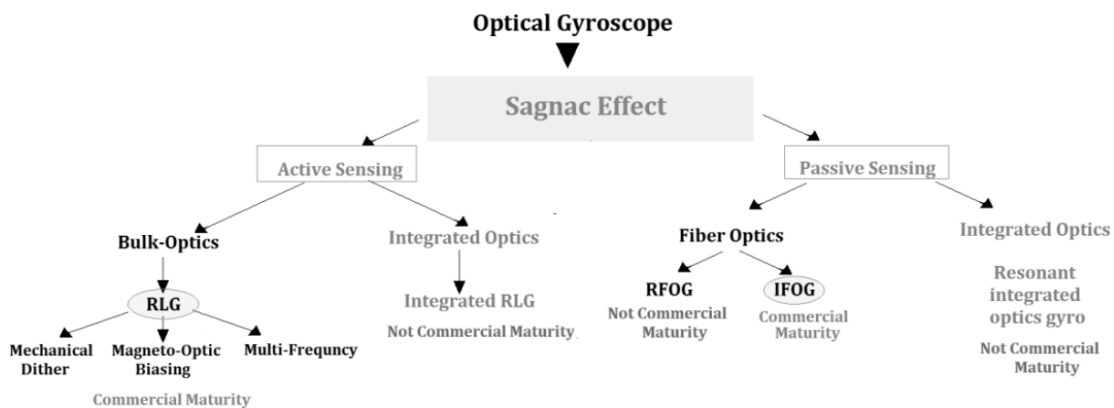 Optical Gyroscope
Sagnac Effect
Active Sensing
Passive Sensing
Bulk-Optics
Integrated Optics
Fiber Optics
Integrated Optics
RLG
Integrated RLG
Not Commercial Maturity
RFOG
Not Commercial
Maturity
IFOG
Commercial
Maturity
Resonant
integrated
optics gyro
Not Commercial
Maturity
Mechanical
Dither
Magneto-Optic
Biasing
Multi-Frequncy
Commercial Maturity